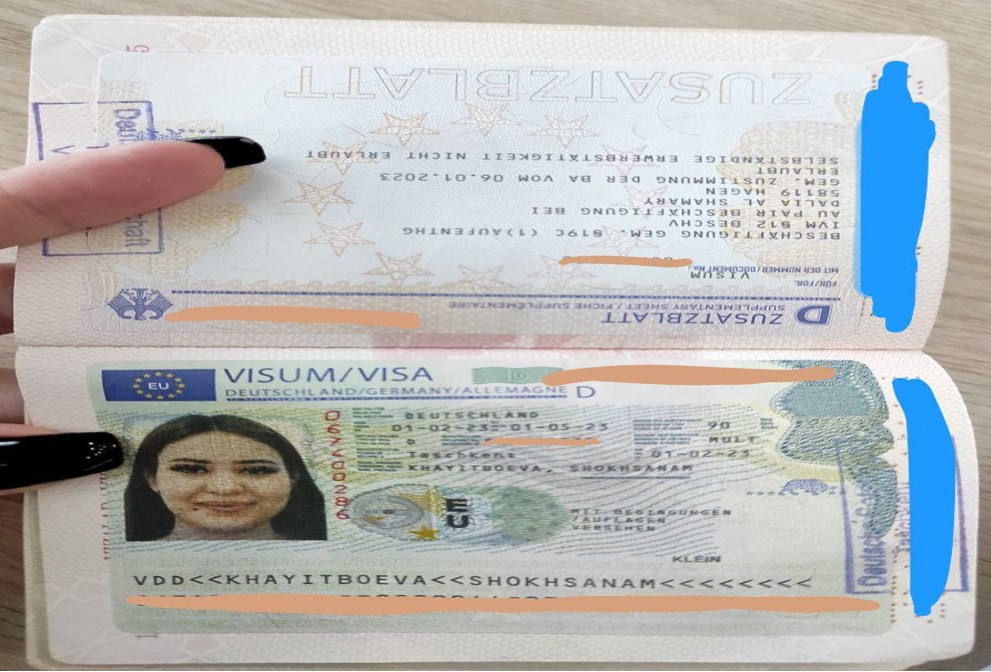 D
ZUSATZBLATT
SUPPLEMENTARY SHEET / FICHE SUPPLÉMENTAIRE
FÜR/FOR:
VISUM
MIT DER NUMMER/DOCUMENT No.:
BESCHÄFTIGUNG GEM. §19C (1)AUFENTHG
IVM §12 BESCHV
AU PAIR BESCHÄFTIGUNG BEI
DALIA AL SHAMARY
58119 HAGEN
GEM. ZUSTIMMUNG DER BA VOM 06.01.2023
ERLAUBT
SELBSTÄNDIGE ERWERBSTÄTIGKEIT NICHT ERLAUBT
ZUSATZBLATT
EU
VISUM/VISA
DEUTSCHLAND/GERMANY/ALLEMAGNE D
DEUTSCHLAND
01-02-23 01-05-23 90
D MULT
Taschkent 01-02-23
KHAYITBOEVA, SHOKHSANAM
EU
MIT BEDINGUNGEN
/AUFLAGEN
VERSEHEN
KLEIN
VDD<<KHAYITBOEVA<<SHOKHSANAM<<<<<<<<